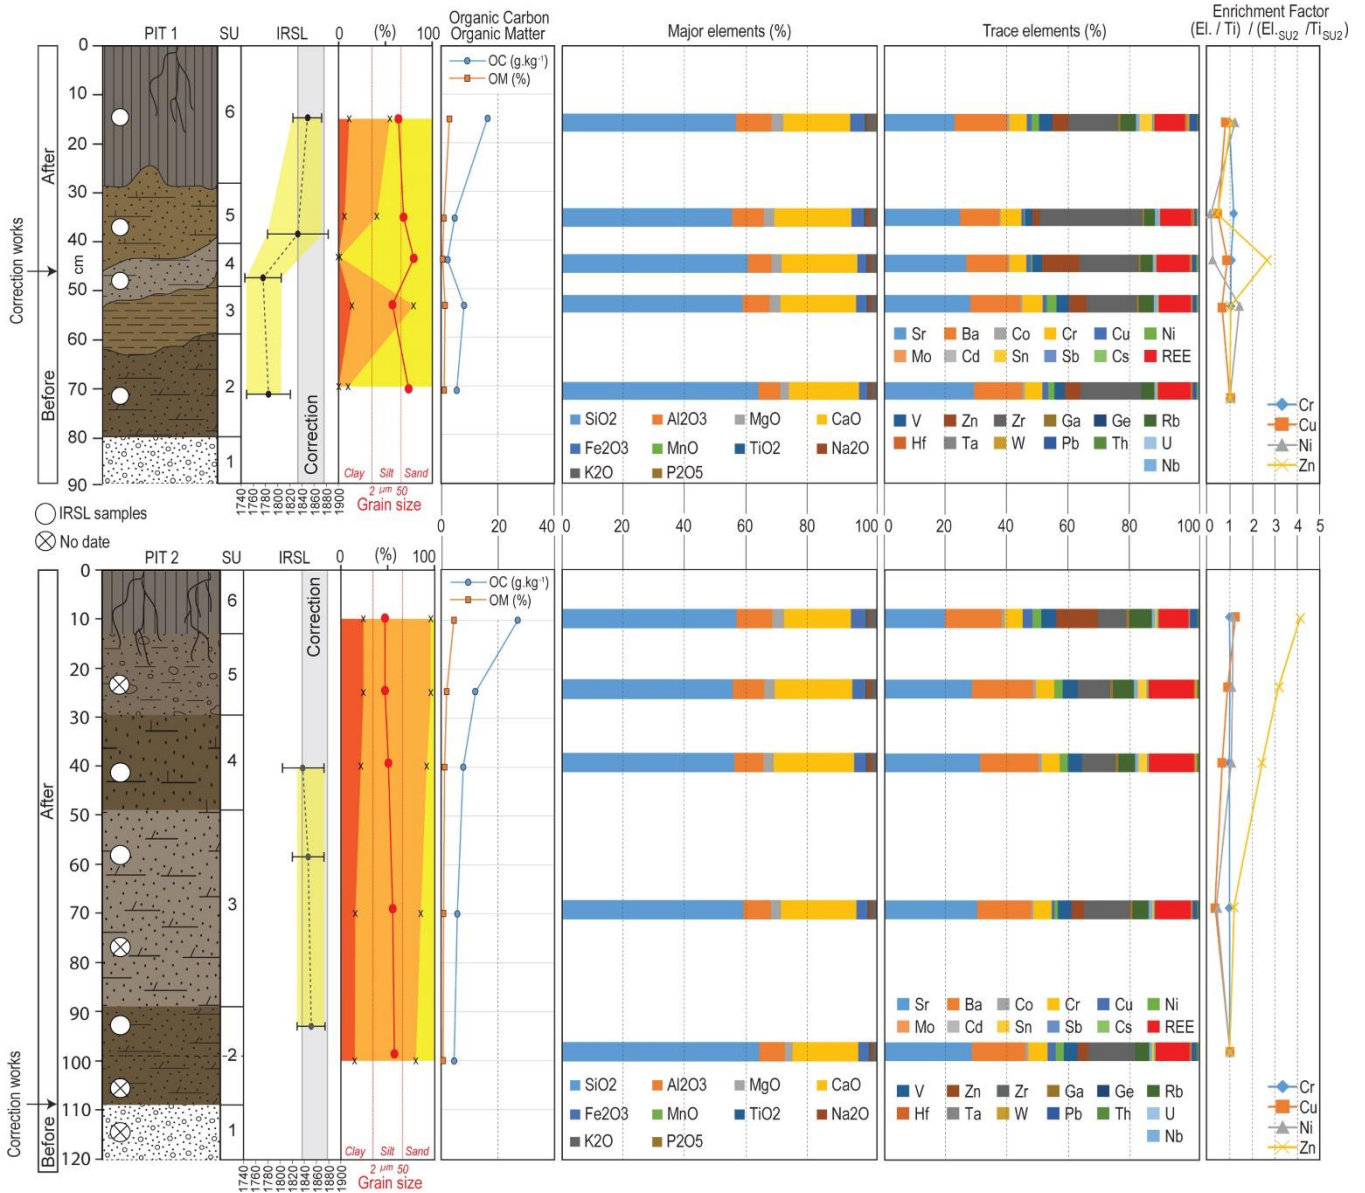 Organic Carbon
Organic Matter
Enrichment Factor
(El. / Ti) / (El.SU2 /TiSU2)
PIT 1 SU IRSL 0 (%) 100 Major elements (%) Trace elements (%)
OC (g.kg-1)
OM (%)
0
10
20
30
40
cm
50
60
70
80
90
After
Before
Correction works
6
5
4
3
2
1
Correction
Clay Silt Sand
2 µm 50
Grain size
1740
1760
1780
1800
1820
1840
1860
1880
1900
0 20 40
0 20 40 60 80 100
0 20 40 60 80 100
0 1 2 3 4 5
SiO2 Al2O3 MgO CaO
Fe2O3 MnO TiO2 Na2O
K2O P2O5
Sr Ba Co Cr Cu Ni
Mo Cd Sn Sb Cs REE
V Zn Zr Ga Ge Rb
Hf Ta W Pb Th U
Nb
Cr
Cu
Ni
Zn
IRSL samples
No date
PIT 2 SU IRSL 0 (%) 100
OC (g.kg-1)
OM (%)
0
10
20
30
cm
40
50
60
70
80
90
100
110
120
After
Before
Correction works
6
5
4
3
2
1
Correction
Clay Silt Sand
2 µm 50
Grain size
1740
1760
1780
1800
1820
1840
1860
1880
1900
SiO2 Al2O3 MgO CaO
Fe2O3 MnO TiO2 Na2O
K2O P2O5
Sr Ba Co Cr Cu Ni
Mo Cd Sn Sb Cs REE
V Zn Zr Ga Ge Rb
Hf Ta W Pb Th U
Nb
Cr
Cu
Ni
Zn